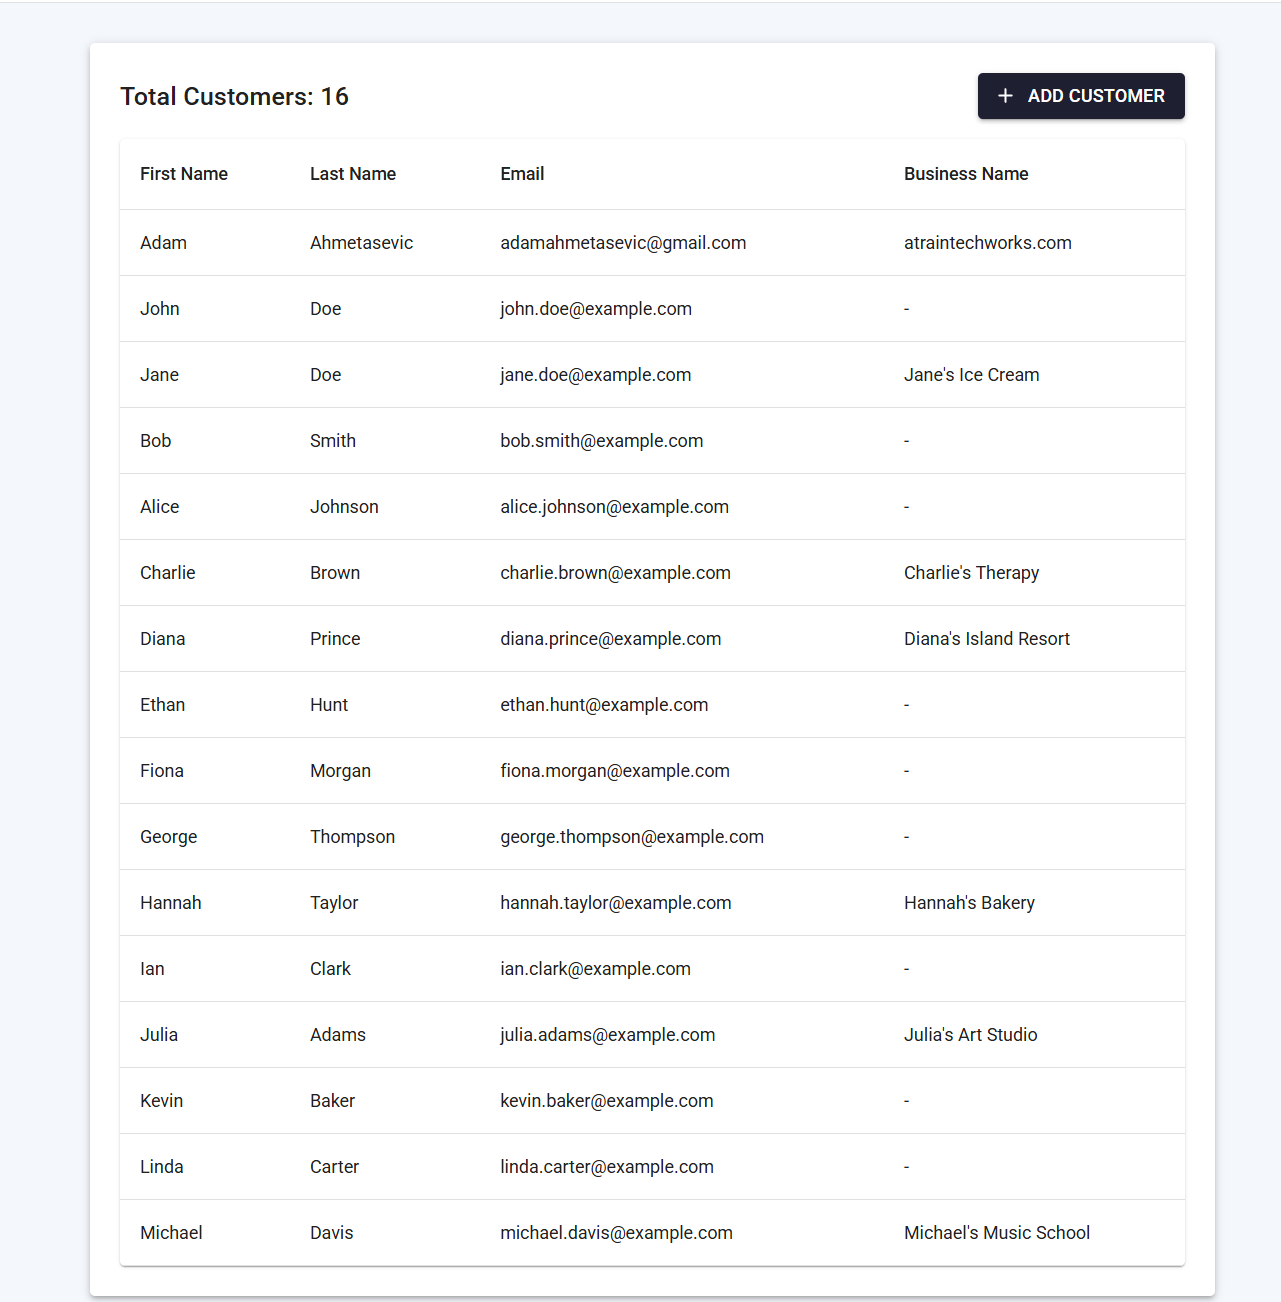 Total Customers: 16
+ ADD CUSTOMER
First Name Last Name Email Business Name
Adam Ahmetasevic adamahmetasevic@gmail.com atraintechworks.com
John Doe john.doe@example.com -
Jane Doe jane.doe@example.com Jane's Ice Cream
Bob Smith bob.smith@example.com -
Alice Johnson alice.johnson@example.com -
Charlie Brown charlie.brown@example.com Charlie's Therapy
Diana Prince diana.prince@example.com Diana's Island Resort
Ethan Hunt ethan.hunt@example.com -
Fiona Morgan fiona.morgan@example.com -
George Thompson george.thompson@example.com -
Hannah Taylor hannah.taylor@example.com Hannah's Bakery
Ian Clark ian.clark@example.com -
Julia Adams julia.adams@example.com Julia's Art Studio
Kevin Baker kevin.baker@example.com -
Linda Carter linda.carter@example.com -
Michael Davis michael.davis@example.com Michael's Music School